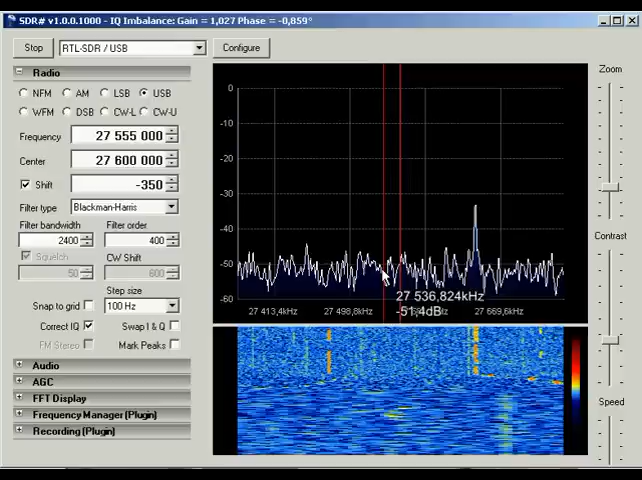 SDR# v1.0.0.1000 - IQ Imbalance: Gain = 1,027 Phase = -0,859°
Stop RTL-SDR / USB Configure
Radio
NFM AM LSB USB
WFM DSB CW-L CW-U
Frequency 27 555 000
Center 27 600 000
Shift -350
Filter type Blackman-Harris
Filter bandwidth Filter order
2400 400
Squelch CW Shift
50 600
Step size
Snap to grid 100 Hz
Correct IQ Swap I & Q
FM Stereo Mark Peaks
Audio
AGC
FFT Display
Frequency Manager (Plugin)
Recording (Plugin)
0
-10
-20
-30
-40
-50
-60
27 536,824kHz
-51,4dB
27 413,4kHz 27 498,8kHz 27 669,6kHz
Zoom
Contrast
Speed